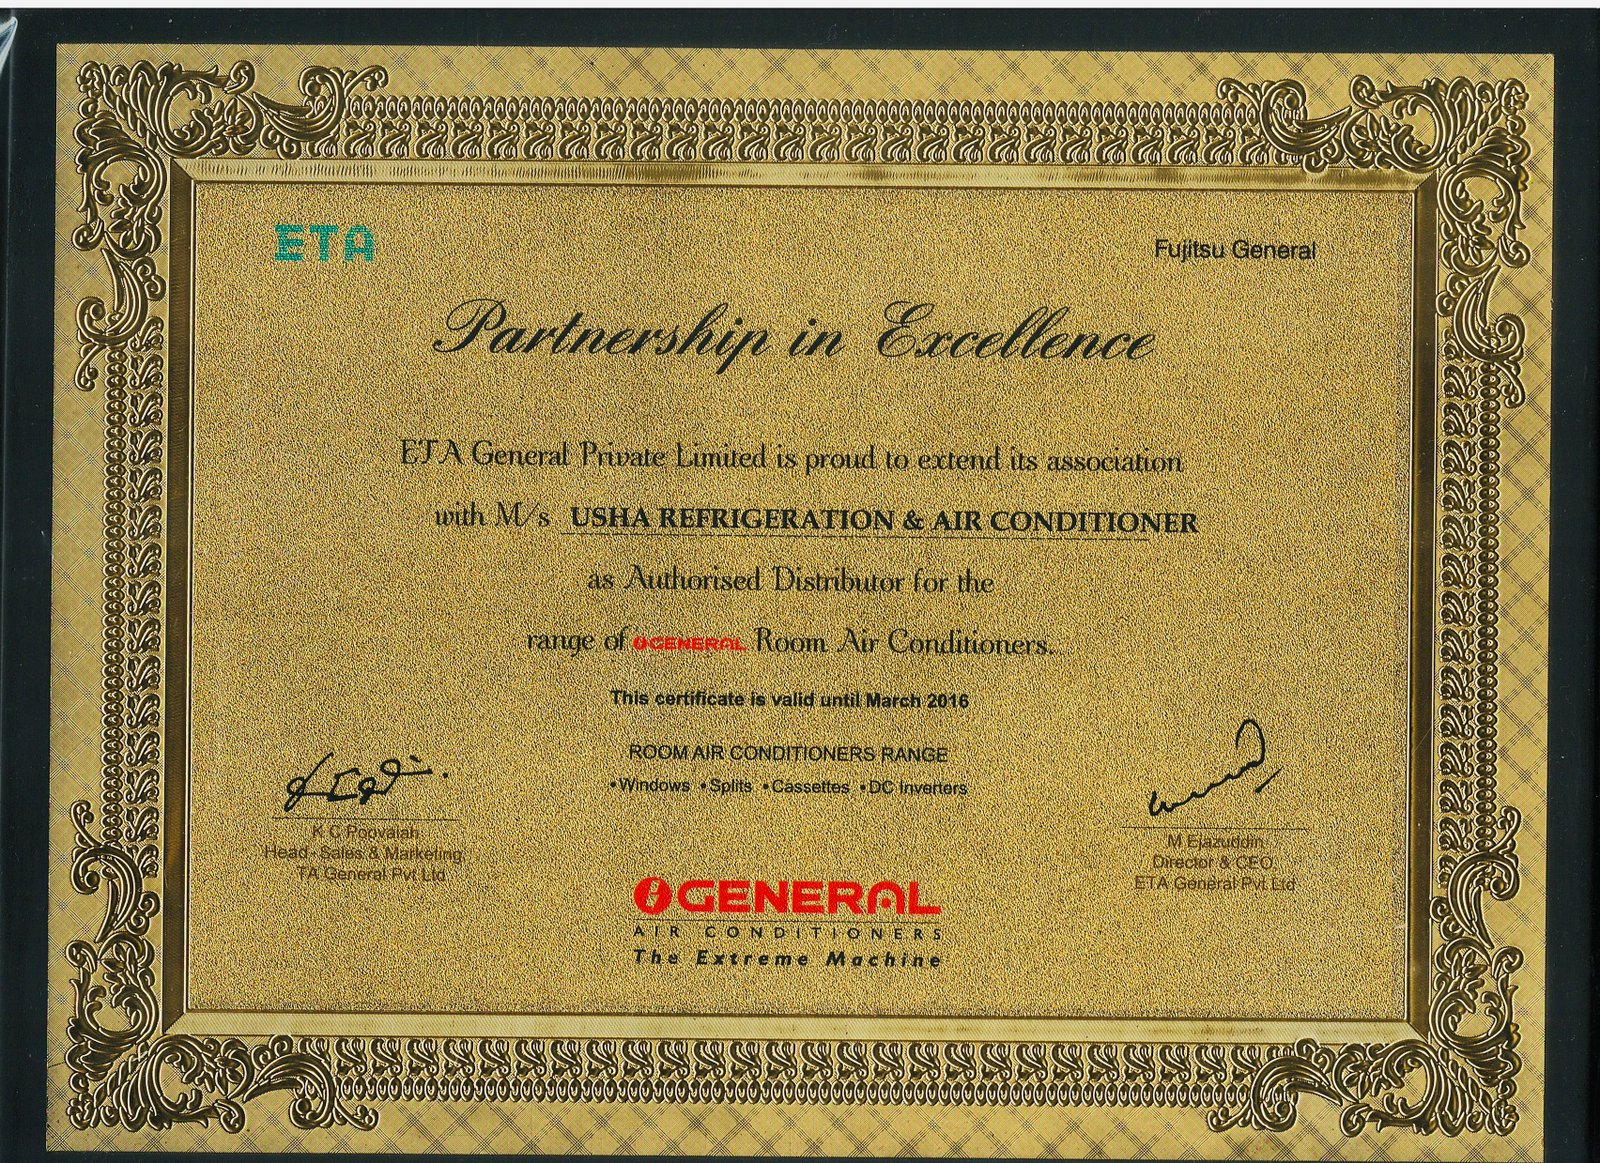 ETA
Fujitsu General
Partnership in Excellence
ETA General Private Limited is proud to extend its association
with M/s USHA REFRIGERATION & AIR CONDITIONER
as Authorised Distributor for the
range of GENERAL Room Air Conditioners.
This certificate is valid until March 2016
ROOM AIR CONDITIONERS RANGE
•Windows •Splits •Cassettes •DC Inverters
K C Poovaiah
Head - Sales & Marketing
TA General Pvt Ltd
M Ejazuddin
Director & CEO
ETA General Pvt Ltd
GENERAL
AIR CONDITIONERS
The Extreme Machine